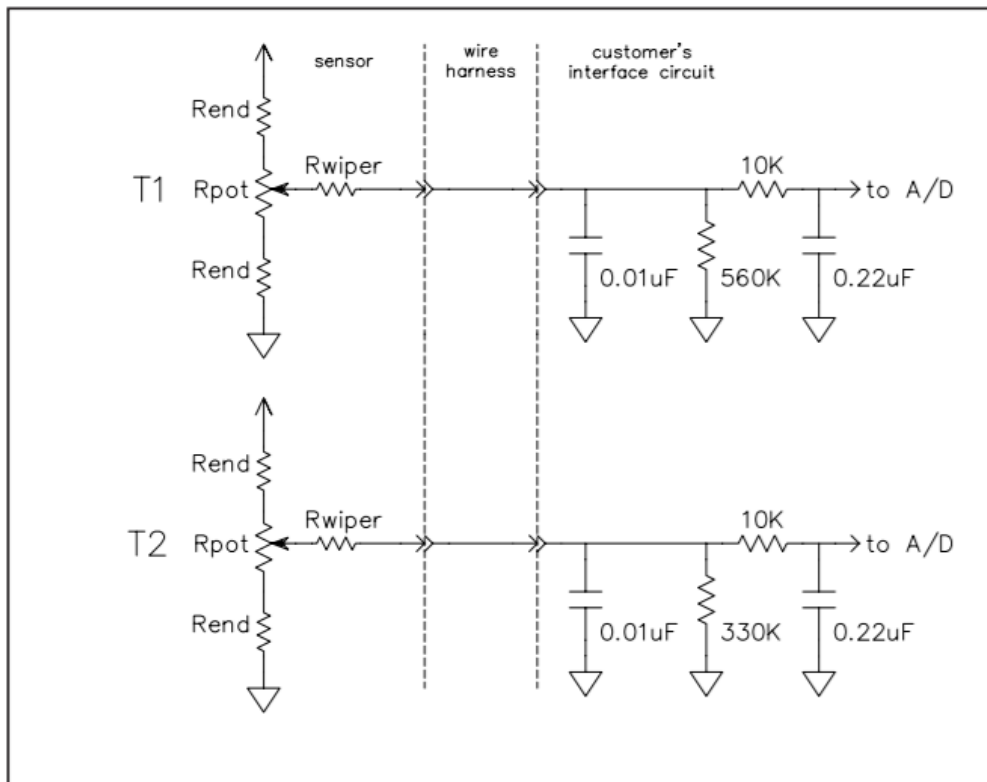 sensor
wire
harness
customer's
interface circuit
Rend
Rwiper
10K
T1 Rpot
to A/D
Rend
0.01uF 560K 0.22uF
Rend
Rwiper
10K
T2 Rpot
to A/D
Rend
0.01uF 330K 0.22uF